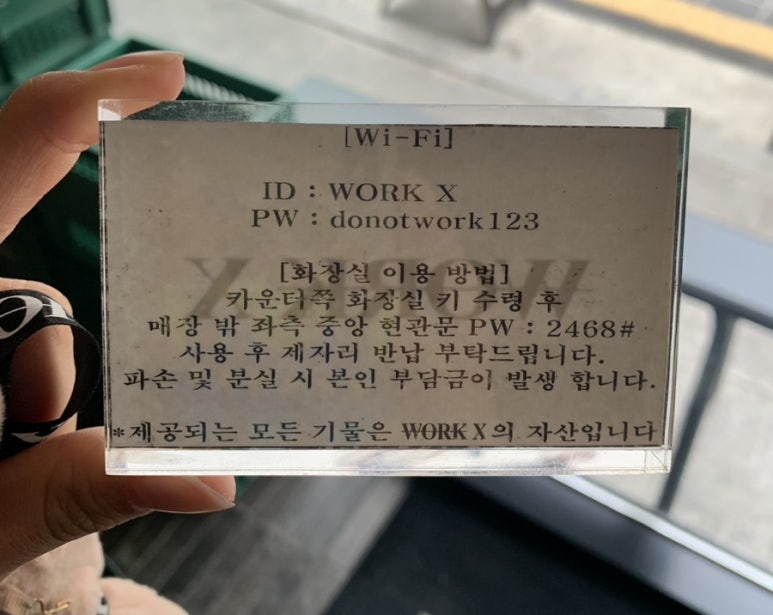 [Wi-Fi]
ID : WORK X
PW : donotwork123
[화장실 이용 방법]
카운터쪽 화장실 키 수령 후
매장 밖 좌측 중앙 현관문 PW : 2468#
사용 후 제자리 반납 부탁드립니다.
파손 및 분실 시 본인 부담금이 발생 합니다.
*제공되는 모든 기물은 WORK X의 자산입니다